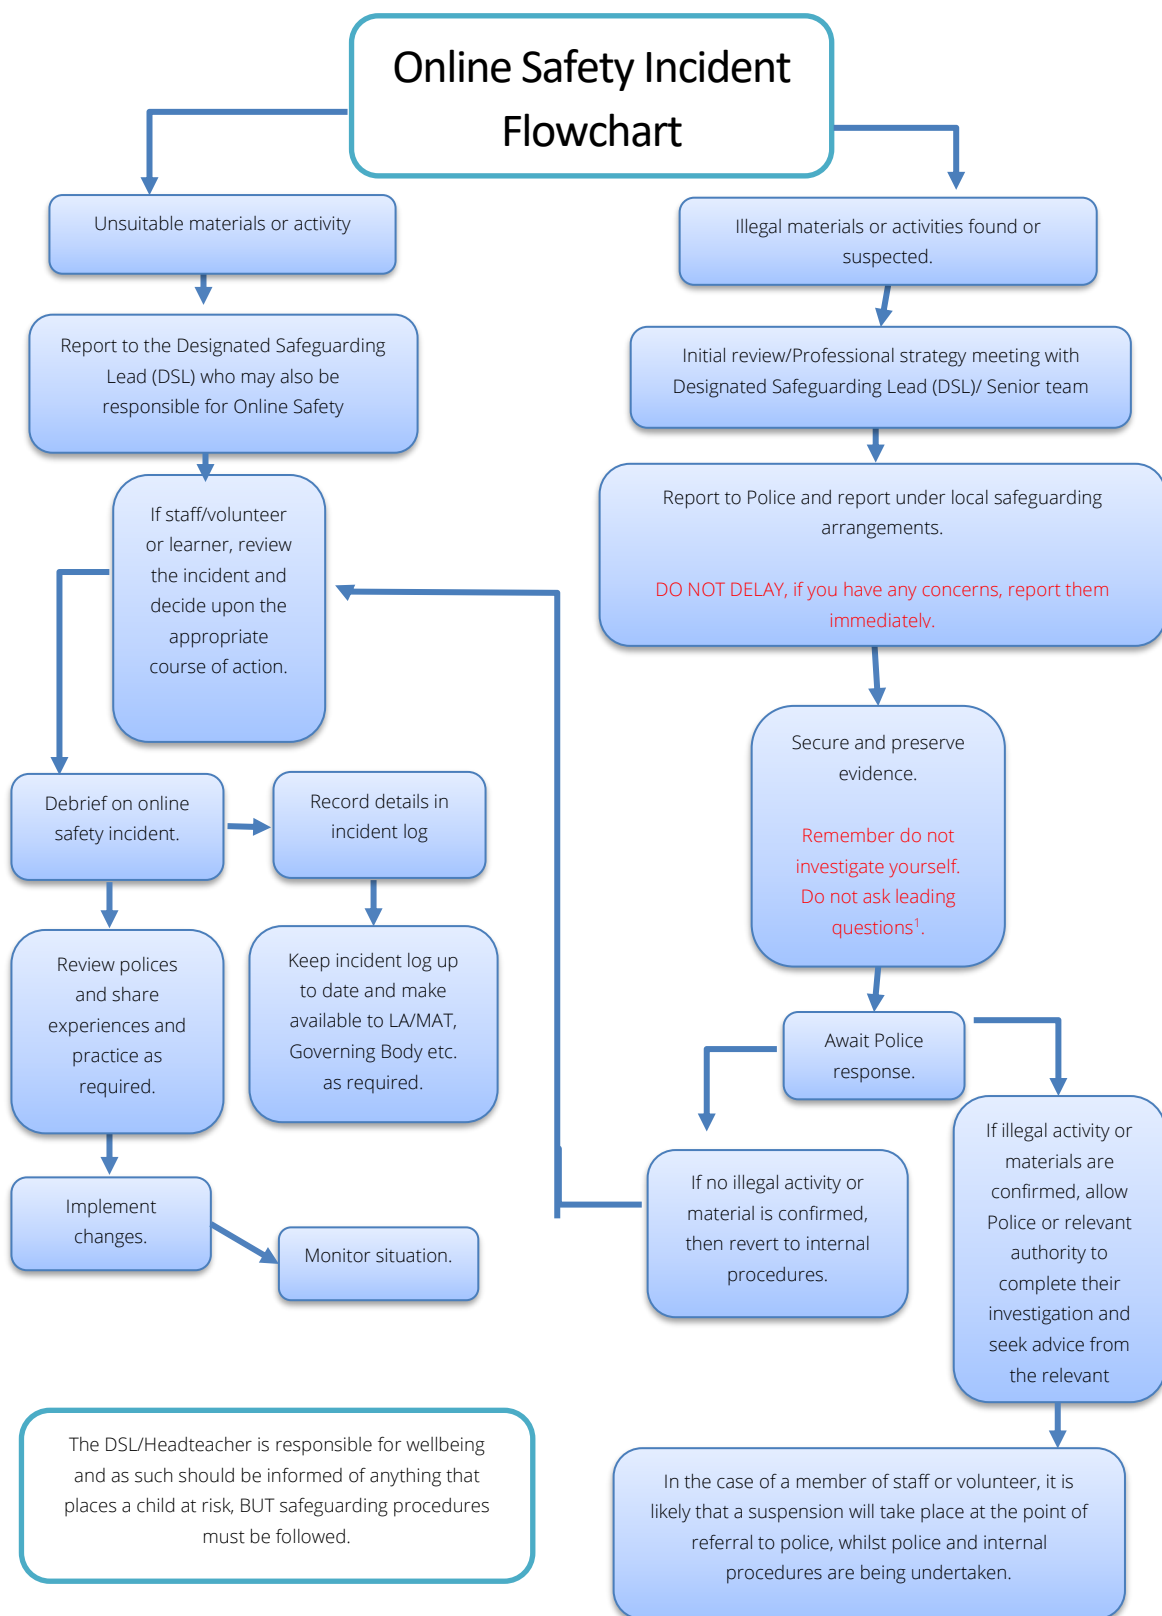 Online Safety Incident
Flowchart
Unsuitable materials or activity
Report to the Designated Safeguarding
Lead (DSL) who may also be
responsible for Online Safety
If staff/volunteer
or learner, review
the incident and
decide upon the
appropriate
course of action.
Debrief on online
safety incident.
Record details in
incident log
Review polices
and share
experiences and
practice as
required.
Keep incident log up
to date and make
available to LA/MAT,
Governing Body etc.
as required.
Implement
changes.
Monitor situation.
Illegal materials or activities found or
suspected.
Initial review/Professional strategy meeting with
Designated Safeguarding Lead (DSL)/ Senior team
Report to Police and report under local safeguarding
arrangements.
DO NOT DELAY, if you have any concerns, report them
immediately.
Secure and preserve
evidence.
Remember do not
investigate yourself.
Do not ask leading
questions¹.
Await Police
response.
If no illegal activity or
material is confirmed,
then revert to internal
procedures.
If illegal activity or
materials are
confirmed, allow
Police or relevant
authority to
complete their
investigation and
seek advice from
the relevant
In the case of a member of staff or volunteer, it is
likely that a suspension will take place at the point of
referral to police, whilst police and internal
procedures are being undertaken.
The DSL/Headteacher is responsible for wellbeing
and as such should be informed of anything that
places a child at risk, BUT safeguarding procedures
must be followed.